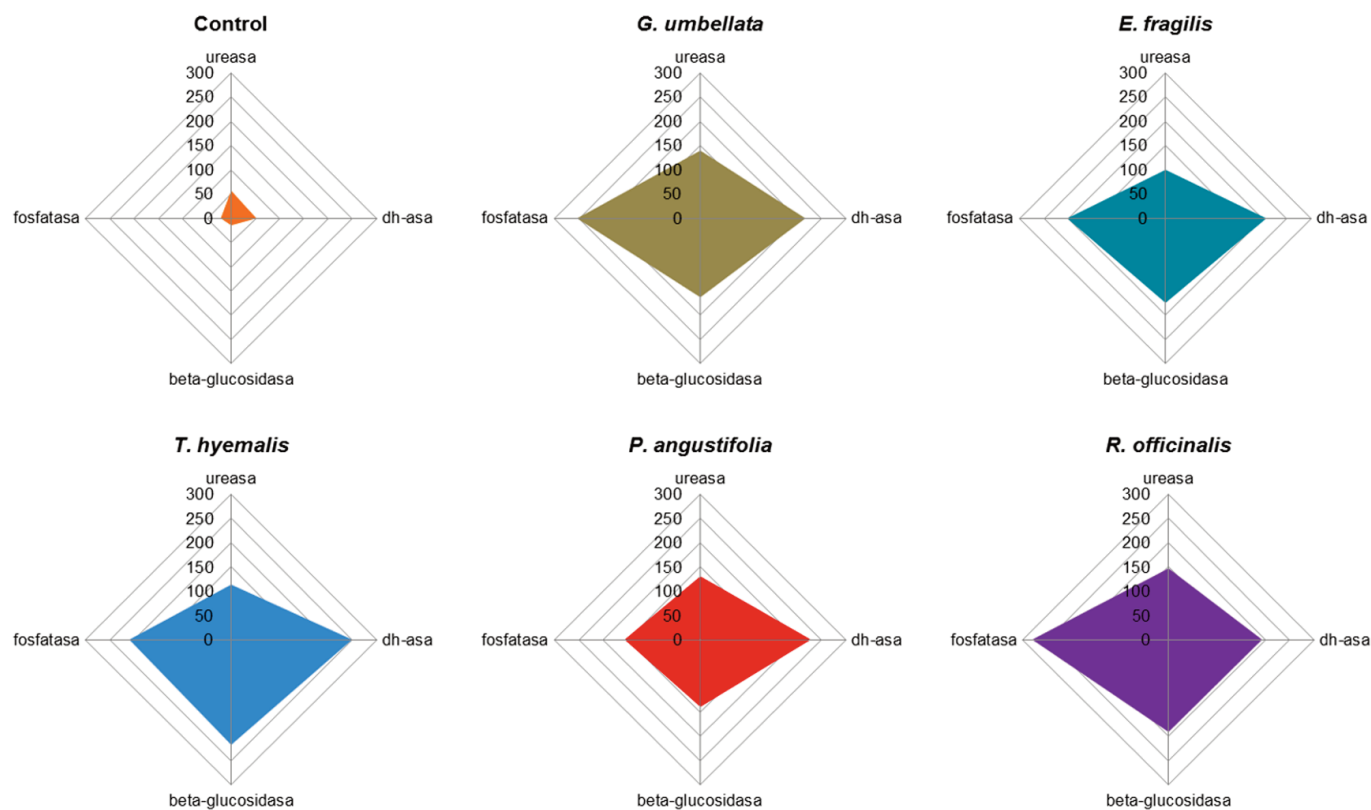 Control
ureasa
300
250
200
150
100
50
0
fosfatasa
dh-asa
beta-glucosidasa
G. umbellata
ureasa
300
250
200
150
100
50
0
fosfatasa
dh-asa
beta-glucosidasa
E. fragilis
ureasa
300
250
200
150
100
50
0
fosfatasa
dh-asa
beta-glucosidasa
T. hyemalis
ureasa
300
250
200
150
100
50
0
fosfatasa
dh-asa
beta-glucosidasa
P. angustifolia
ureasa
300
250
200
150
100
50
0
fosfatasa
dh-asa
beta-glucosidasa
R. officinalis
ureasa
300
250
200
150
100
50
0
fosfatasa
dh-asa
beta-glucosidasa